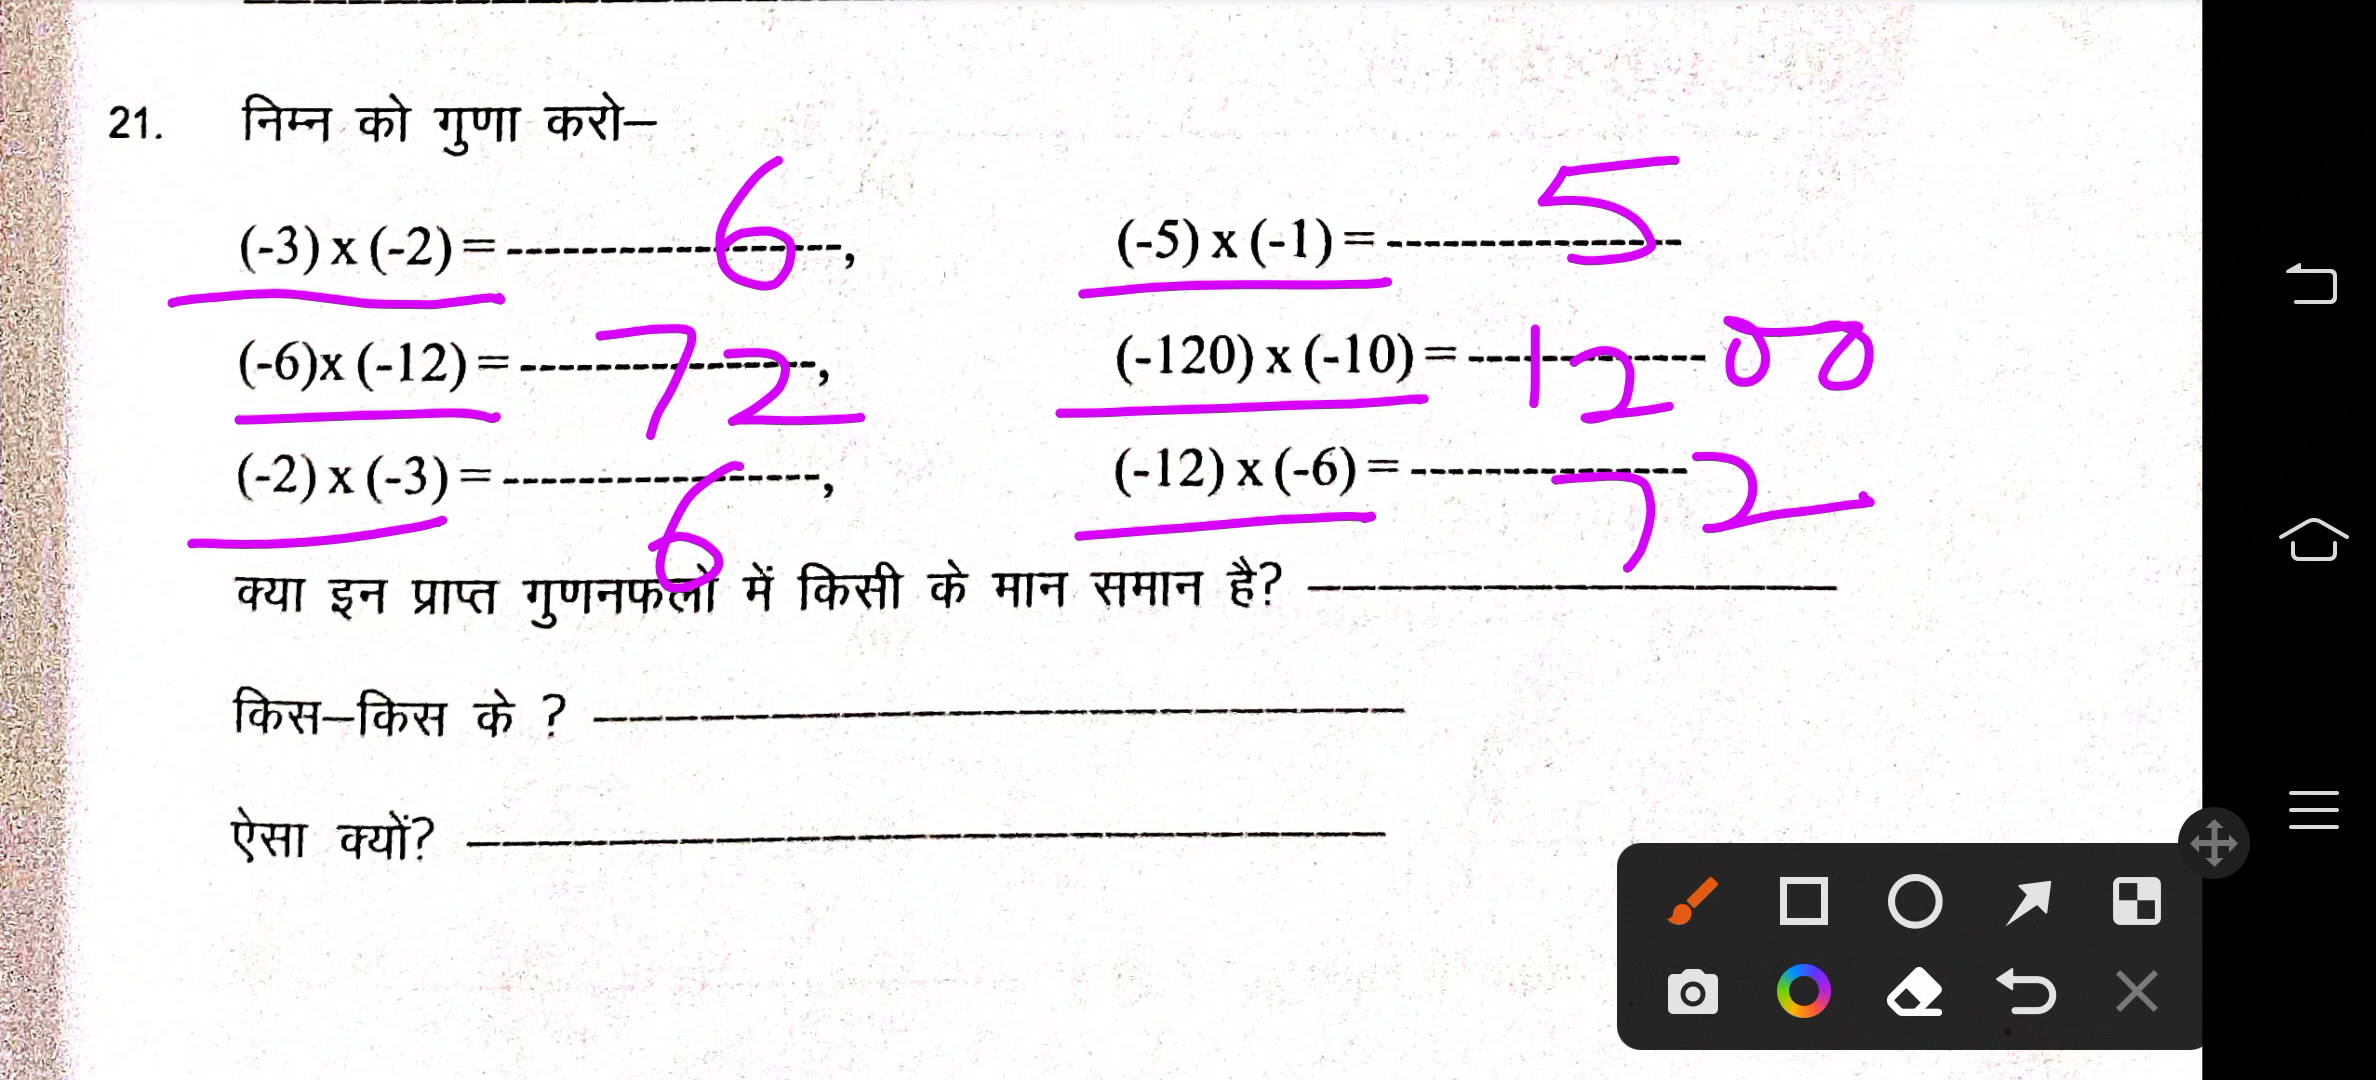 21. निम्न को गुणा करो–
(-3) x (-2) = ------------------, 6 (-5) x (-1) = ---------------- 5
(-6)x (-12) = ----------------, 72 (-120) x (-10) = ------------- 1200
(-2) x (-3) = -----------------, 6 (-12) x (-6) = --------------- 72
क्या इन प्राप्त गुणनफलो में किसी के मान समान है? ———————————————
किस–किस के ? ———————————————————————
ऐसा क्यों? ——————————————————————————